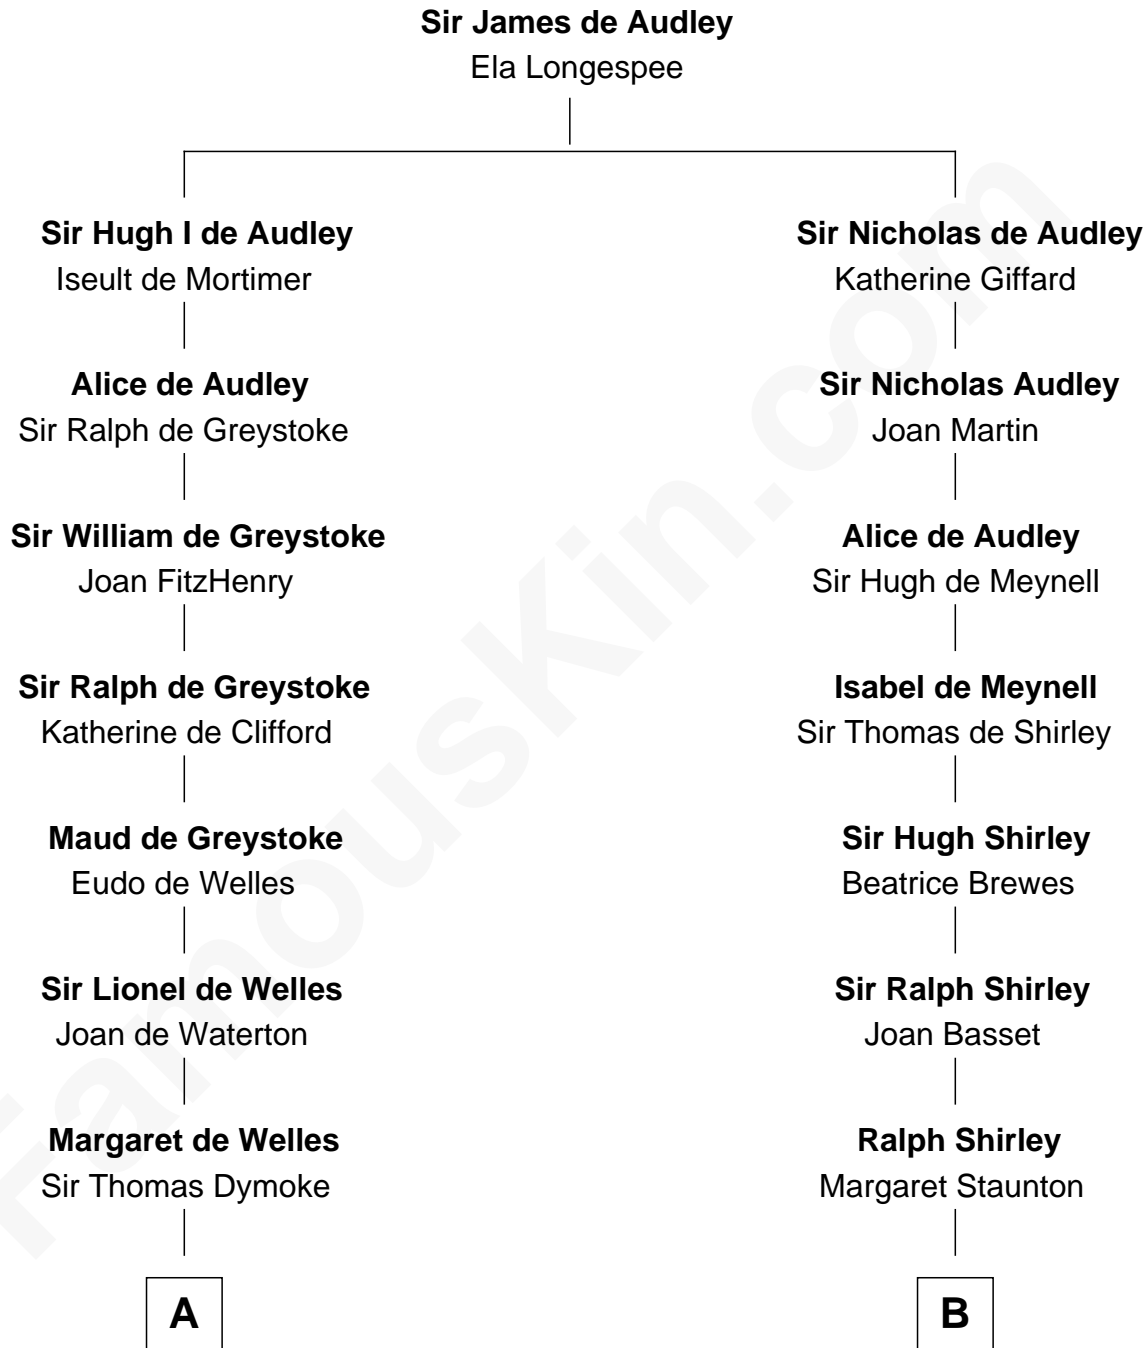 Sir James de Audley
Ela Longespee
Sir Hugh I de Audley
Iseult de Mortimer
Sir Nicholas de Audley
Katherine Giffard
Alice de Audley
Sir Ralph de Greystoke
Sir Nicholas Audley
Joan Martin
Sir William de Greystoke
Joan FitzHenry
Alice de Audley
Sir Hugh de Meynell
Sir Ralph de Greystoke
Katherine de Clifford
Isabel de Meynell
Sir Thomas de Shirley
Maud de Greystoke
Eudo de Welles
Sir Hugh Shirley
Beatrice Brewes
Sir Lionel de Welles
Joan de Waterton
Sir Ralph Shirley
Joan Basset
Margaret de Welles
Sir Thomas Dymoke
Ralph Shirley
Margaret Staunton
A
B
FamousKin.com